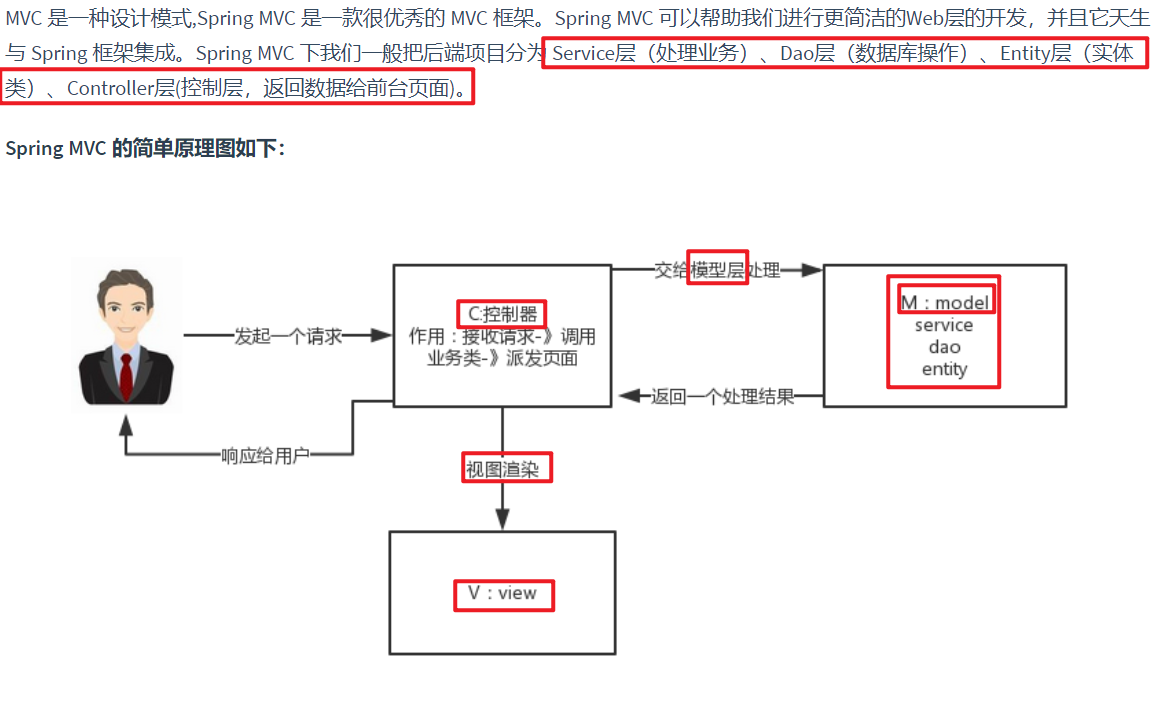 MVC 是一种设计模式,Spring MVC 是一款很优秀的 MVC 框架。Spring MVC 可以帮助我们进行更简洁的Web层的开发，并且它天生
与 Spring 框架集成。Spring MVC 下我们一般把后端项目分为 Service层（处理业务）、Dao层（数据库操作）、Entity层（实体
类）、Controller层(控制层，返回数据给前台页面)。
Spring MVC 的简单原理图如下：
发起一个请求
C:控制器
作用：接收请求-》调用
业务类-》派发页面
交给模型层处理
M：model
service
dao
entity
返回一个处理结果
响应给用户
视图渲染
V：view